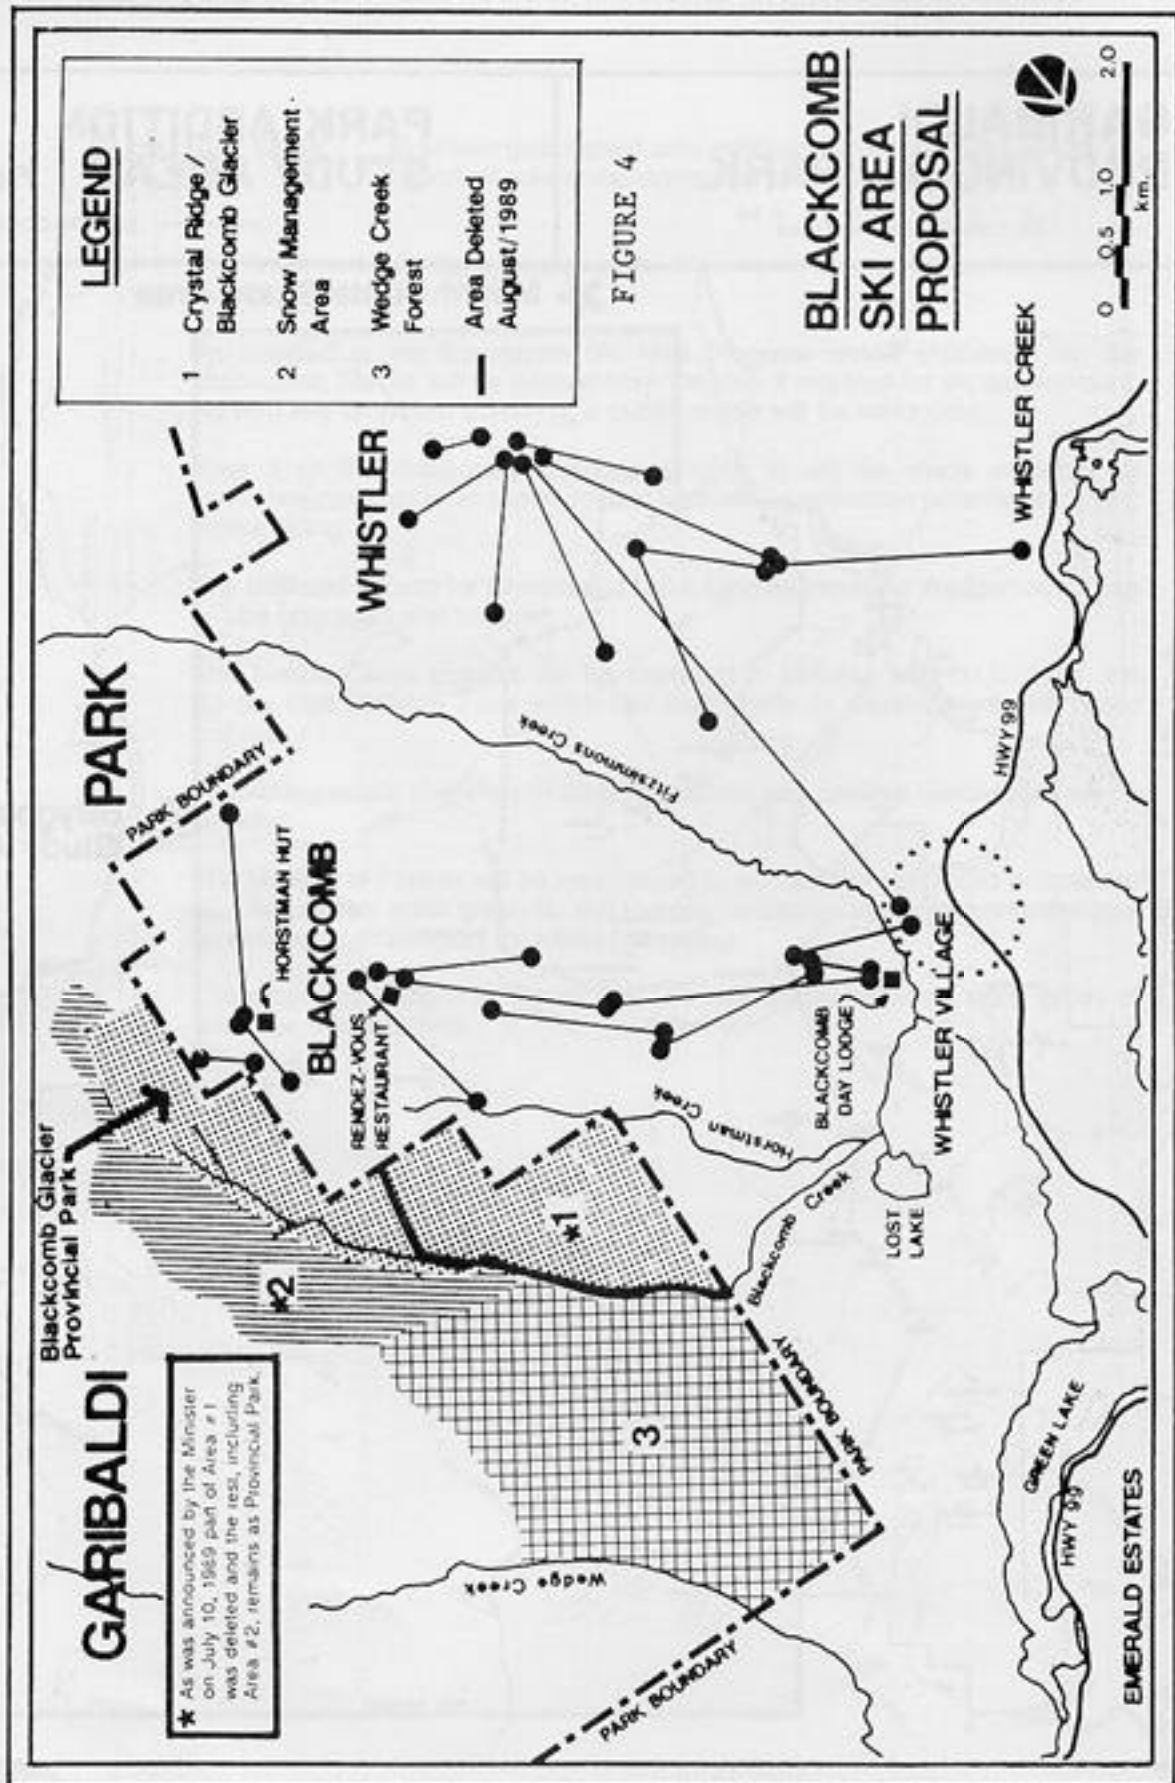 GARIBALDI PARK
Blackcomb Glacier
Provincial Park
* As was announced by the Minister
on July 10, 1989 part of Area #1
was deleted and the rest, including
Area #2, remains as Provincial Park.
LEGEND
1 Crystal Ridge /
Blackcomb Glacier
2 Snow Management
Area
3 Wedge Creek
Forest
Area Deleted
August/1989
FIGURE 4
BLACKCOMB
SKI AREA
PROPOSAL
0 0.5 1.0 2.0
km.
PARK BOUNDARY
HORSTMAN HUT
BLACKCOMB
WHISTLER
RENDEZ-VOUS
RESTAURANT
*2
*1
3
Wedge Creek
PARK BOUNDARY
PARK BOUNDARY
Fitzsimmons Creek
Horstman Creek
Blackcomb Creek
BLACKCOMB
DAY LODGE
LOST
LAKE
WHISTLER VILLAGE
HWY 99
WHISTLER CREEK
GREEN LAKE
HWY 99
EMERALD ESTATES